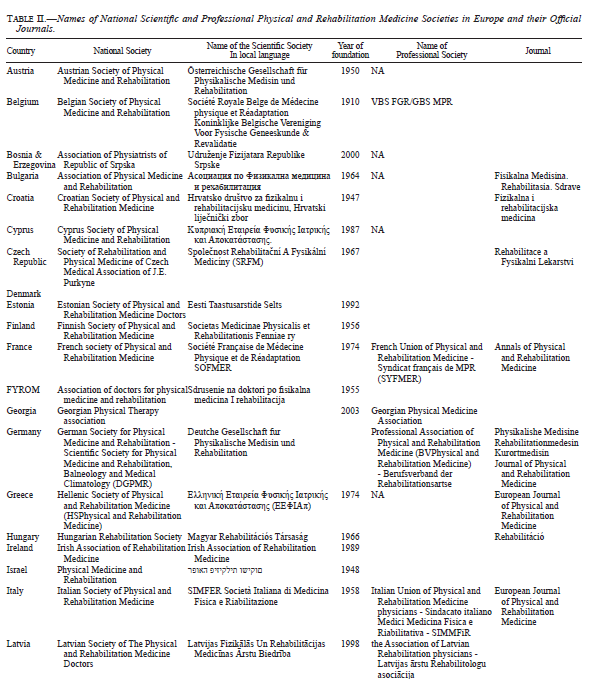 TABLE II.—Names of National Scientific and Professional Physical and Rehabilitation Medicine Societies in Europe and their Official
Journals.
Country National Society Name of the Scientific Society In local language Year of foundation Name of Professional Society Journal
Austria Austrian Society of Physical Österreichische Gesellschaft für 1950 NA
Medicine and Rehabilitation Physikalische Medisin und
Rehabilitation
Belgium Belgian Society of Physical Société Royale Belge de Médecine 1910 VBS FGR/GBS MPR
Medicine and Rehabilitation physique et Réadaptation
Koninklijke Belgische Vereniging
Voor Fysische Geneeskunde &
Revalidatie
Bosnia & Association of Physiatrists of Udruženje Fizijatara Republike 2000 NA
Erzegovina Republic of Srpska Srpske
Bulgaria Association of Physical Medicine Асоциация по Физикална медицина 1964 NA Fisikalna Medisina.
and Rehabilitation и рехабилитация Rehabilitasia. Sdrave
Croatia Croatian Society of Physical and Hrvatsko društvo za fizikalnu i 1947 Fizikalna i
Rehabilitation Medicine rehabilitacijsku medicinu, Hrvatski rehabilitacijska
liječnički zbor medicina
Cyprus Cyprus Society of Physical Κυπριακή Εταιρεία Φυσικής Ιατρικής 1987 NA
Medicine and Rehabilitation και Αποκατάστασης.
Czech Society of Rehabilitation and Společnost Rehabilitační A Fysikální 1967 Rehabilitace a
Republic Physical Medicine of Czech Medicíny (SRFM) Fysikalni Lekarstvi
Medical Association of J.E.
Purkyne
Denmark
Estonia Estonian Society of Physical and Eesti Taastusarstide Selts 1992
Rehabilitation Medicine Doctors
Finland Finnish Society of Physical and Societas Medicinae Physicalis et 1956
Rehabilitation Medicine Rehabilitationis Fenniae ry
France French society of Physical and Société Française de Médecine 1974 French Union of Physical and Annals of Physical
Rehabilitation Medicine Physique et de Réadaptation Rehabilitation Medicine - and Rehabilitation
SOFMER Syndicat français de MPR Medicine
(SYFMER)
FYROM Association of doctors for physical Sdrusenie na doktori po fisikalna 1955
medicine and rehabilitation medicina I rehabilitacija
Georgia Georgian Physical Therapy 2003 Georgian Physical Medicine
association Association
Germany German Society for Physical Deutche Gesellschaft fur Professional Association of Physikalishe Medisine
Medicine and Rehabilitation - Physikalische Medisin und Physical and Rehabilitation Rehabilitationmedesin
Scientific Society for Physical Rehabilitation Medicine (BVPhysical and Kurortmedisin
Medicine and Rehabilitation, Rehabilitation Medicine) Journal of Physical
Balneology and Medical - Berufsverband der and Rehabilitation
Climatology (DGPMR) Rehabilitationsartse Medicine
Greece Hellenic Society of Physical Ελληνική Εταιρεία Φυσικής Ιατρικής 1974 NA European Journal
and Rehabilitation Medicine και Αποκατάστασης (ΕΕΦΙΑπ) of Physical and
(HSPhysical and Rehabilitation Rehabilitation
Medicine) Medicine
Hungary Hungarian Rehabilitation Society Magyar Rehabilitációs Társaság 1966 Rehabilitáció
Ireland Irish Association of Rehabilitation Irish Association of Rehabilitation 1989
Medicine Medicine
Israel Physical Medicine and רפואה פיזיקלית ושיקום 1948
Rehabilitation
Italy Italian Society of Physical and SIMFER Società Italiana di Medicina 1958 Italian Union of Physical and European Journal
Rehabilitation Medicine Fisica e Riabilitazione Rehabilitation Medicine of Physical and
physicians - Sindacato italiano Rehabilitation
Medici Medicina Fisica e Medicine
Riabilitativa - SIMMFiR
Latvia Latvian Society of The Physical Latvijas Fizikālās Un Rehabilitācijas 1998 the Association of Latvian
and Rehabilitation Medicine Medicīnas Ārstu Biedrība Rehabilitation physicians -
Doctors Latvijas ārstu Rehabilitologu
asociācija